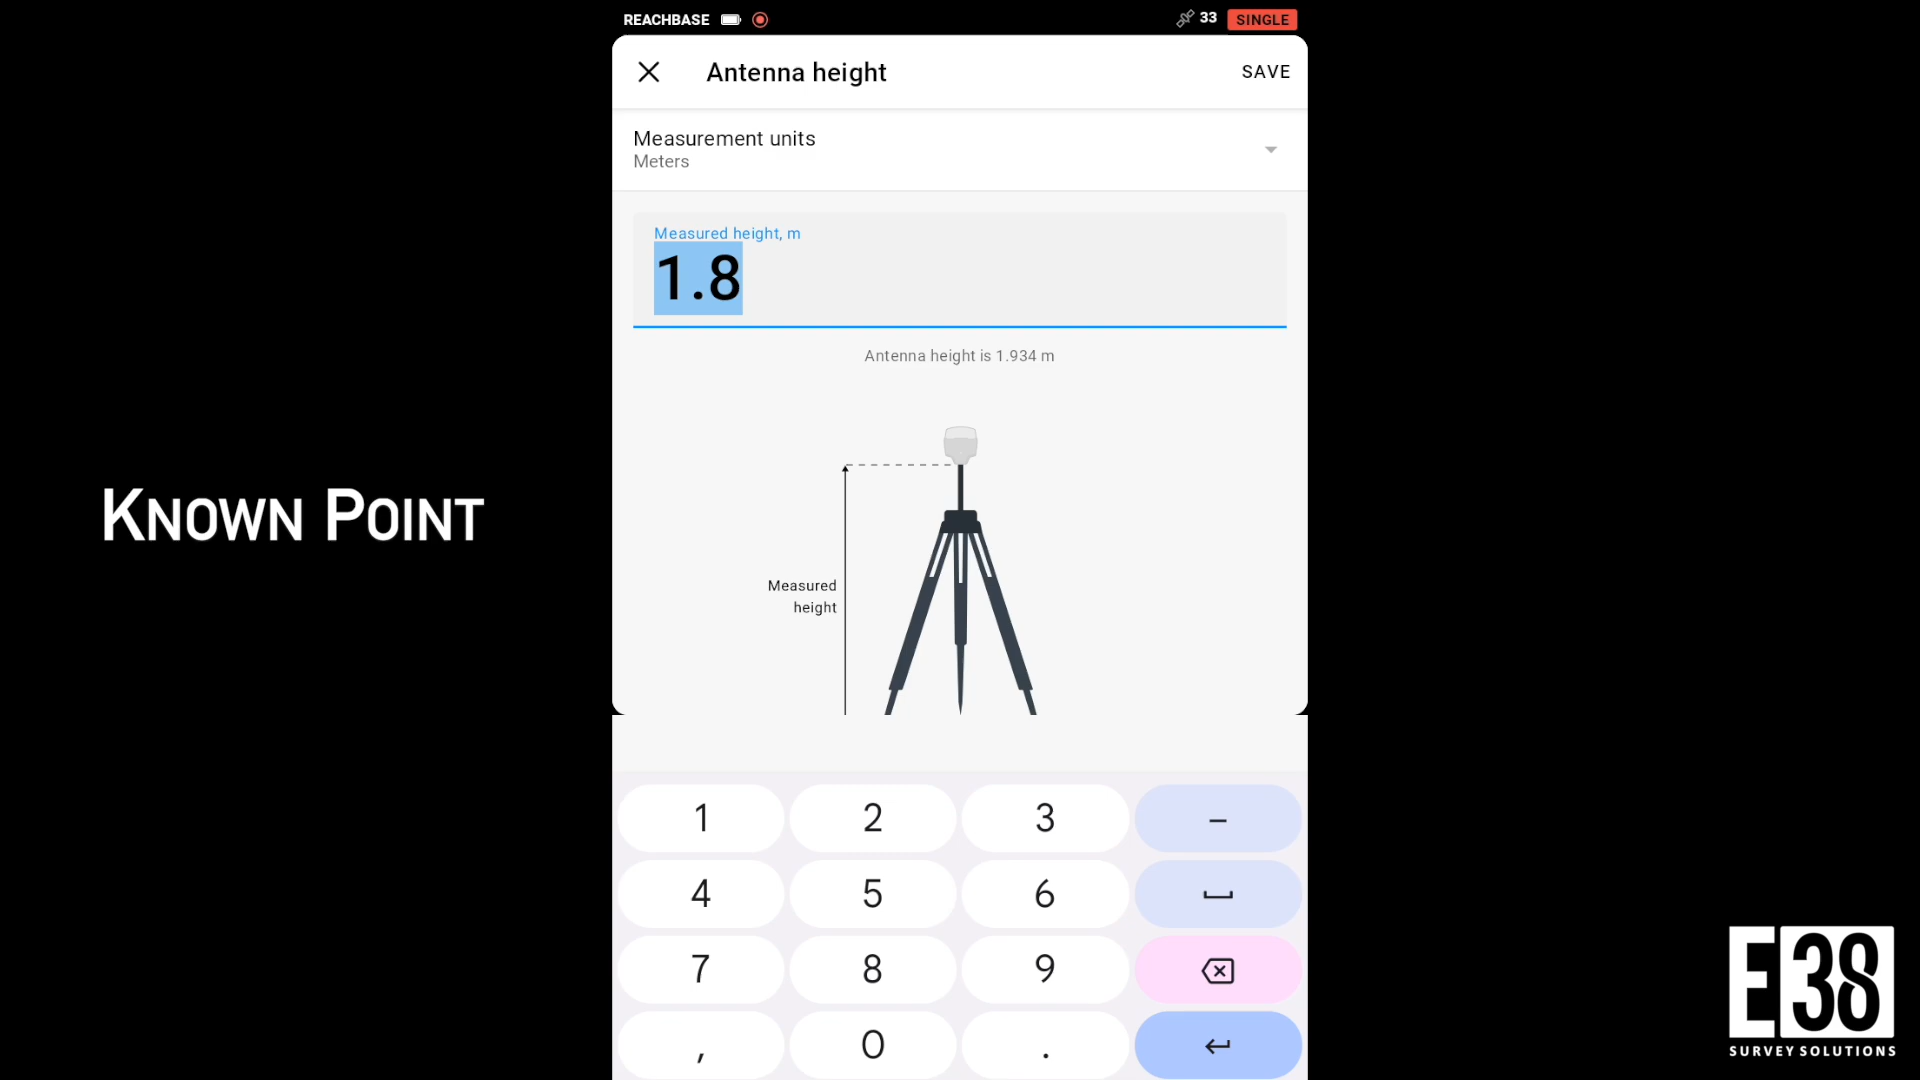 REACHBASE
33 SINGLE
Antenna height
SAVE
Measurement units
Meters
Measured height, m
1.8
Antenna height is 1.934 m
Measured
height
KNOWN POINT
1 2 3 –
4 5 6
7 8 9
, 0 .
E38
SURVEY SOLUTIONS